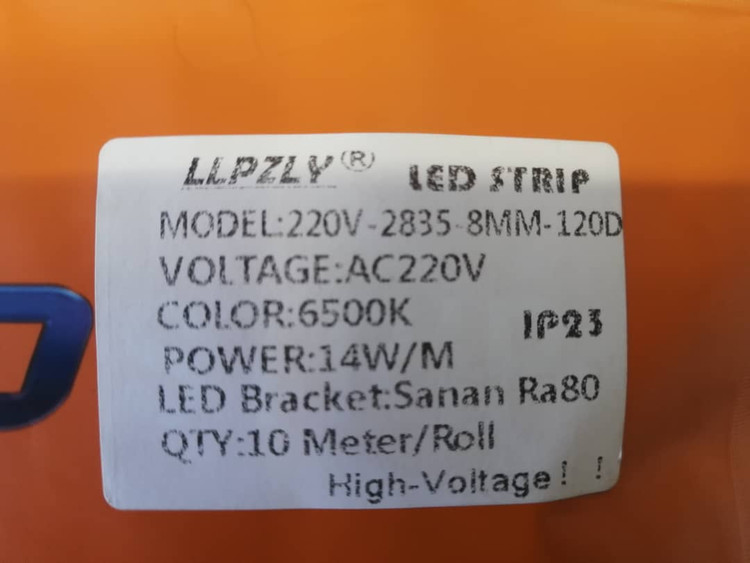 LLPZLY® LED STRIP
MODEL:220V-2835-8MM-120D
VOLTAGE:AC220V
COLOR:6500K
IP23
POWER:14W/M
LED Bracket:Sanan Ra80
QTY:10 Meter/Roll
High-Voltage！！